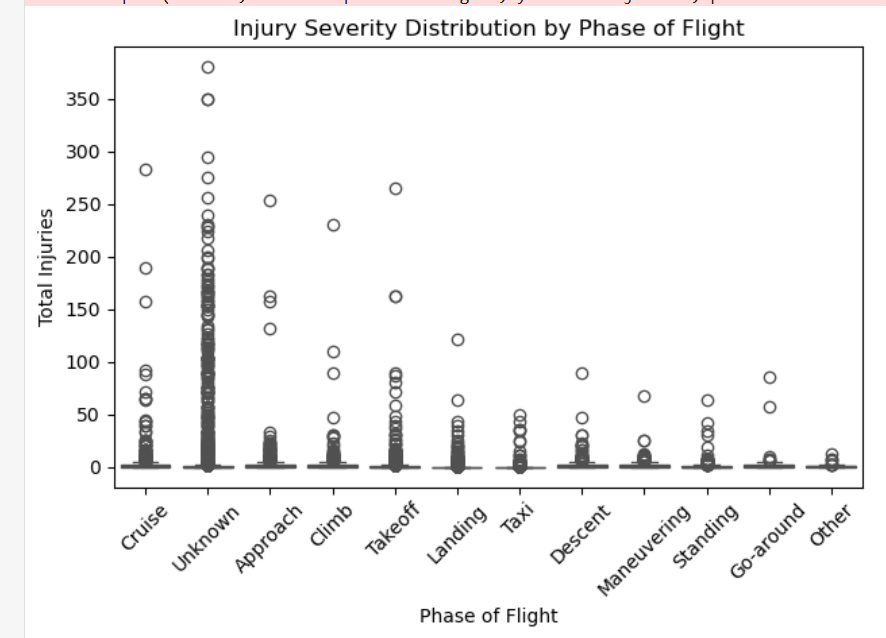 Injury Severity Distribution by Phase of Flight
Total Injuries
350
300
250
200
150
100
50
0
Cruise
Unknown
Approach
Climb
Takeoff
Landing
Taxi
Descent
Maneuvering
Standing
Go-around
Other
Phase of Flight